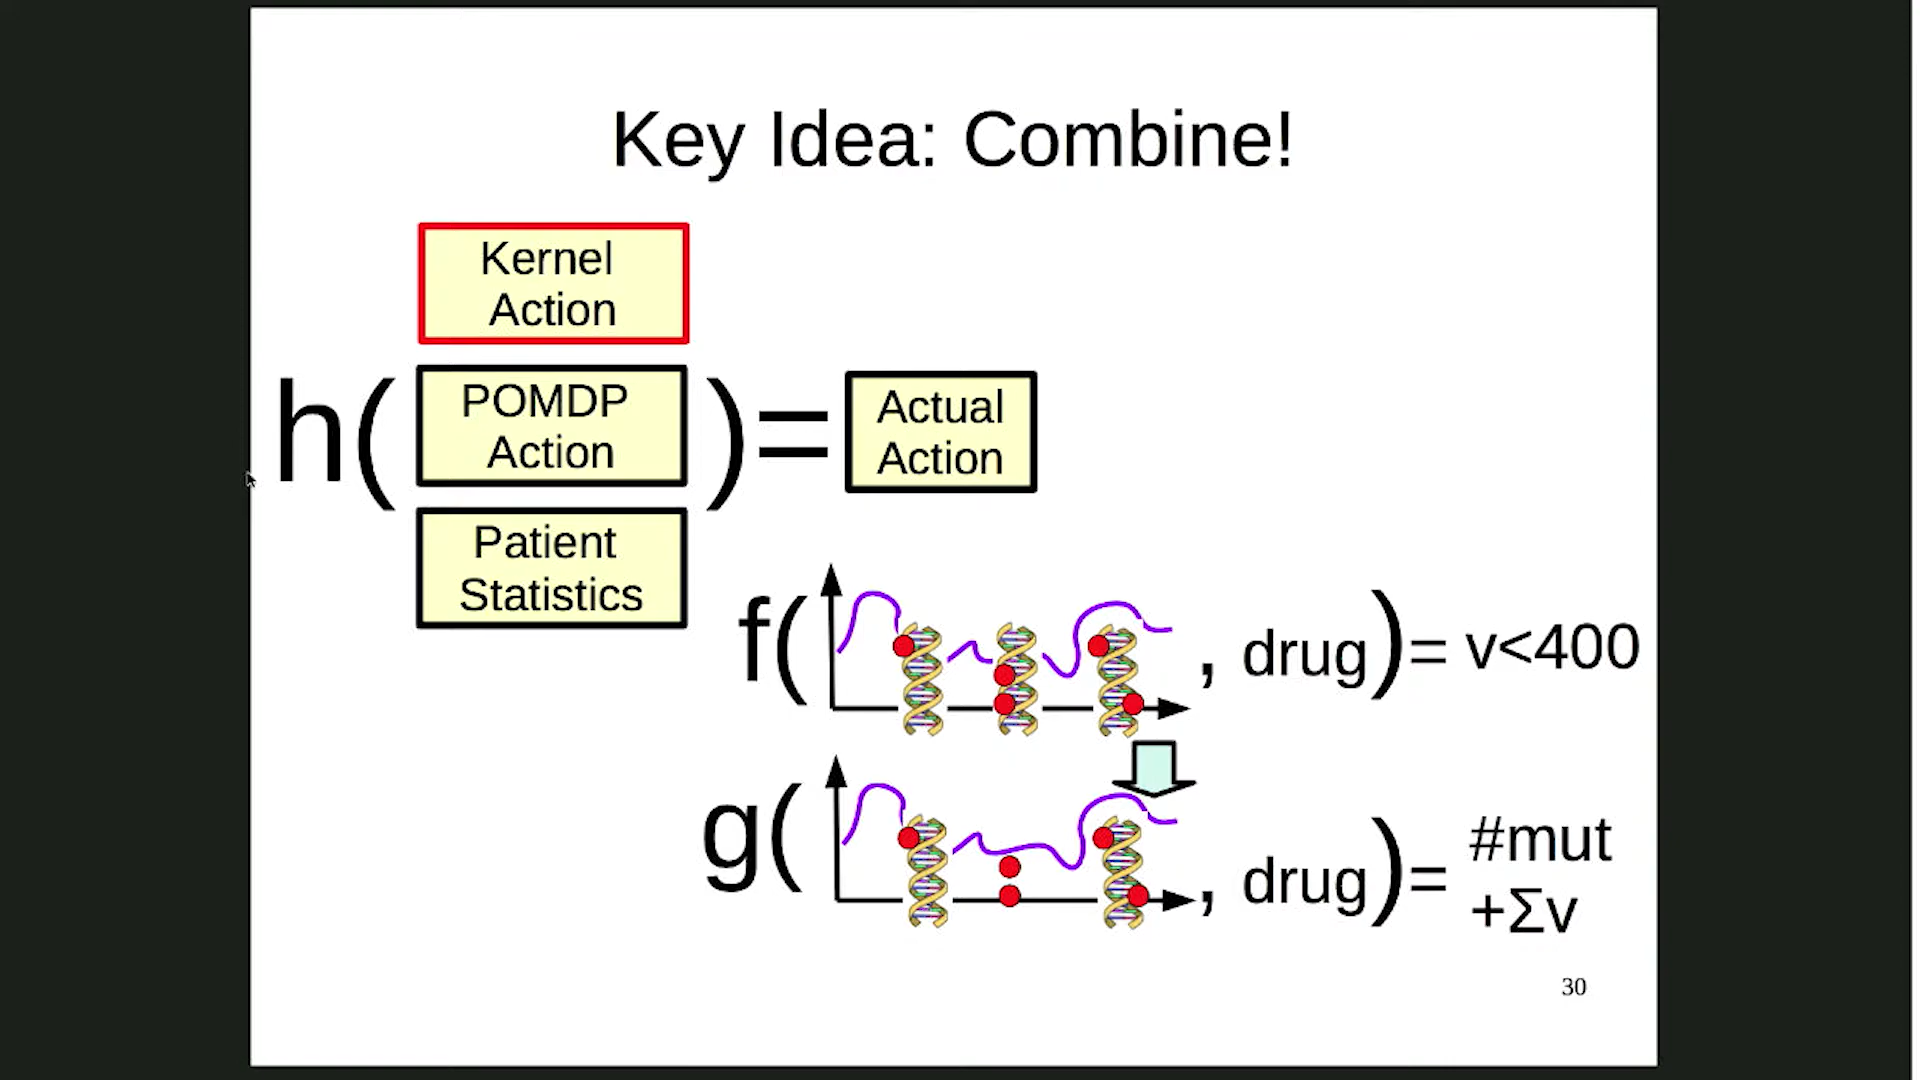 Key Idea: Combine!
Kernel
Action
h(
POMDP
Action
)=
Actual
Action
Patient
Statistics
f(
, drug)= v<400
g(
, drug)=
#mut
+Σv
30